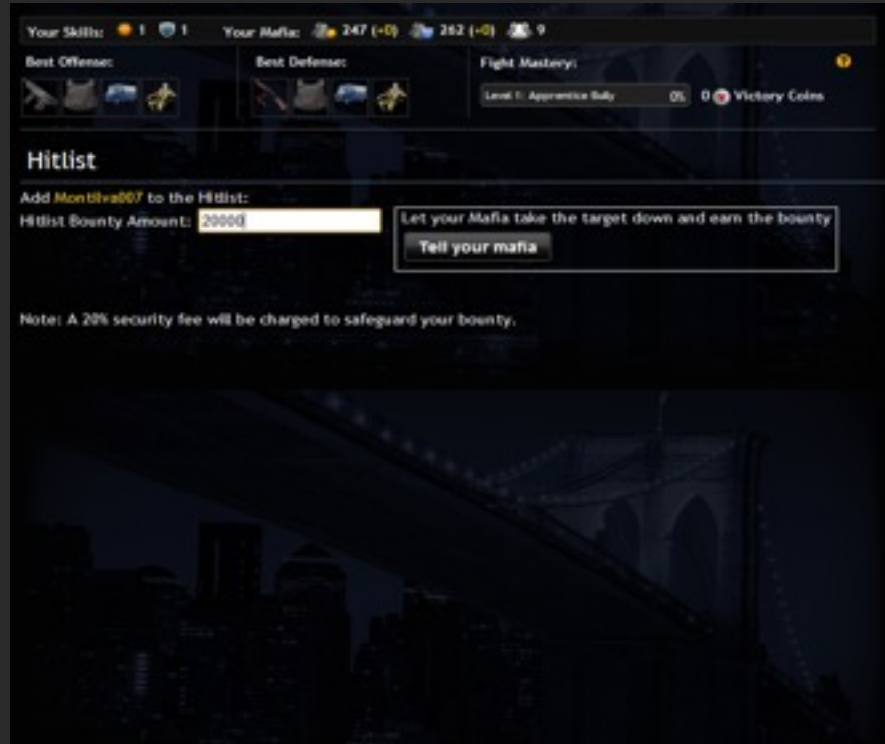 Your Skills: 1 1 Your Mafia: 247 (+0) 262 (+0) 9
Best Offense: Best Defense: Fight Mastery: ?
Level 1: Apprentice Bully 0% 0 Victory Coins
Hitlist
Add Montilva007 to the Hitlist:
Hitlist Bounty Amount: 20000
Let your Mafia take the target down and earn the bounty
Tell your mafia
Note: A 20% security fee will be charged to safeguard your bounty.